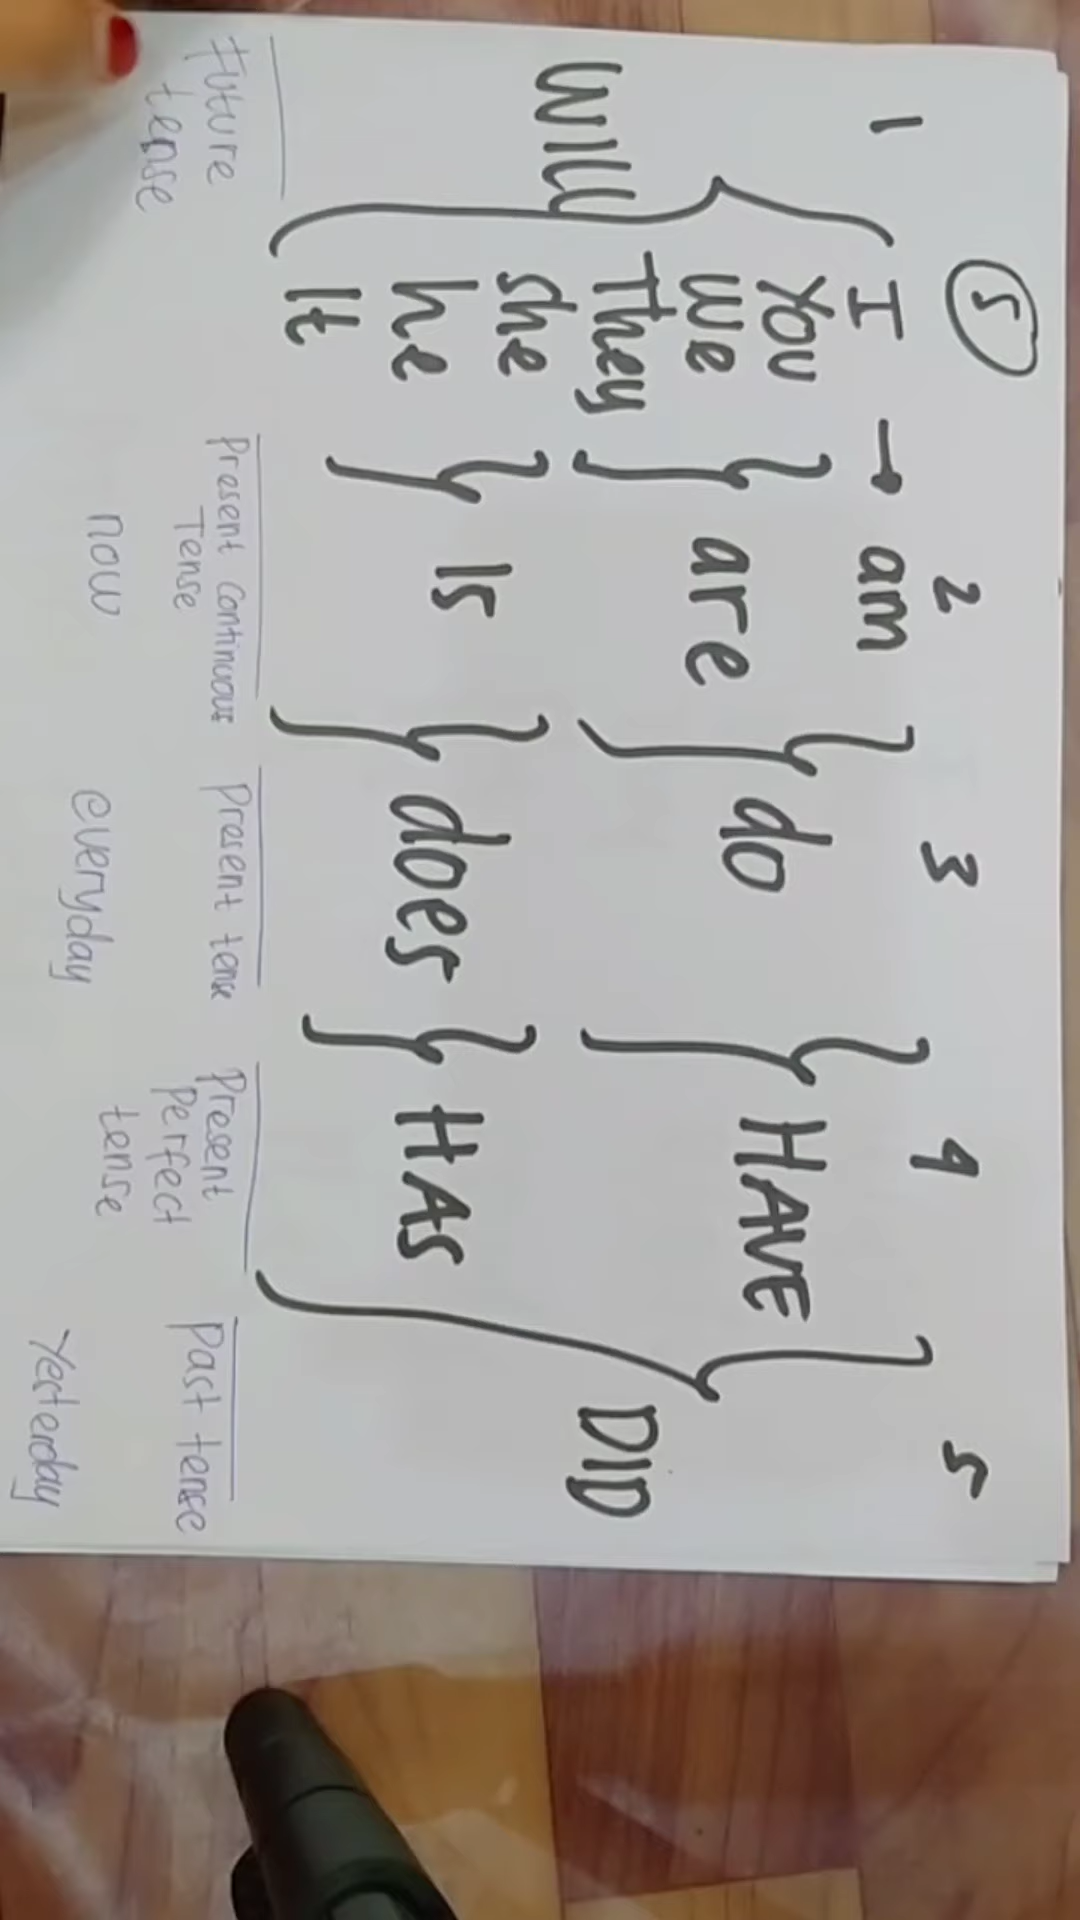 5
1 2 3 4 5
I → am
You
We are do HAVE
They
WILL DID
she
he Is does HAS
It
Future tense
Present Continuous Tense
now
Present tense
everyday
Present Perfect tense
Past tense
Yesterday